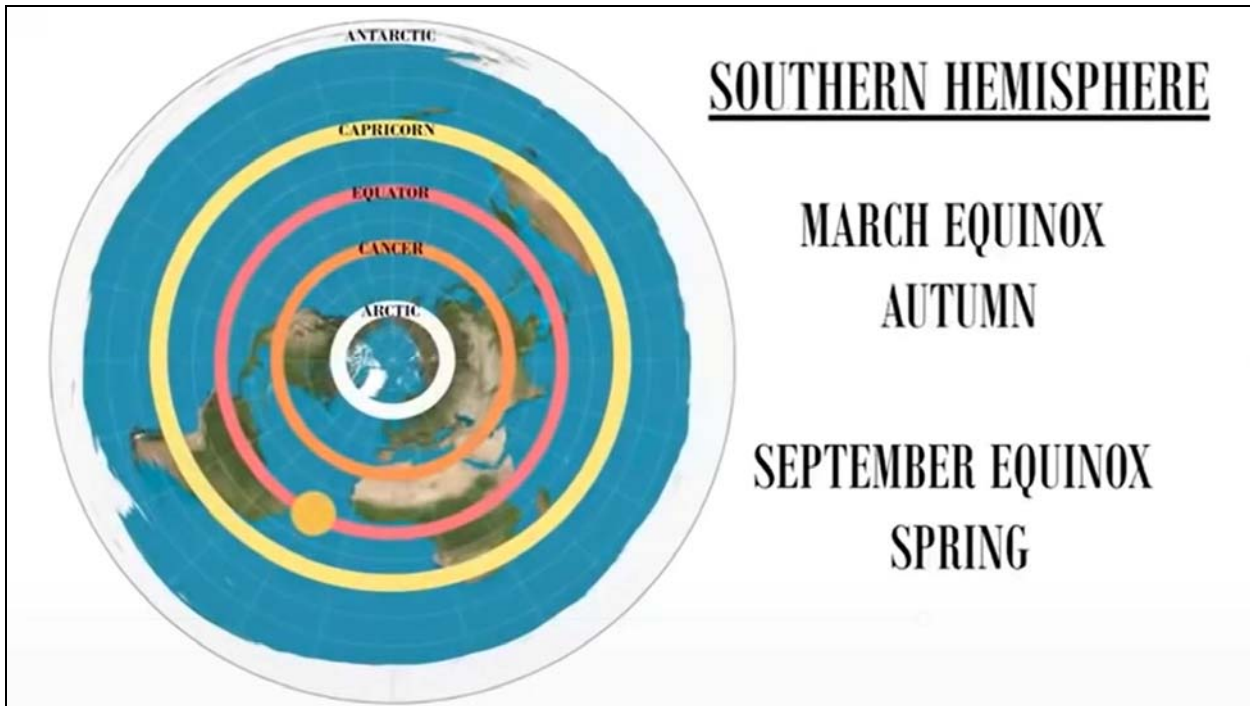 ANTARCTIC
CAPRICORN
EQUATOR
CANCER
ARCTIC
SOUTHERN HEMISPHERE
MARCH EQUINOX
AUTUMN
SEPTEMBER EQUINOX
SPRING